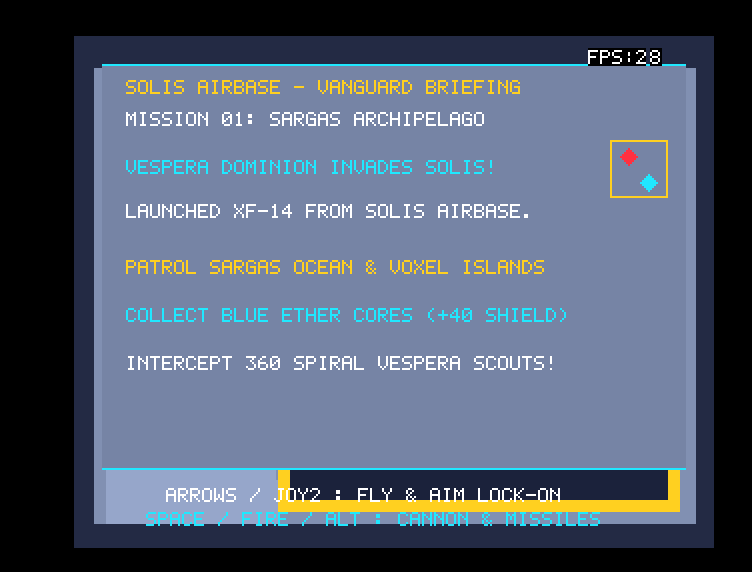 FPS:28
SOLIS AIRBASE - VANGUARD BRIEFING
MISSION 01: SARGAS ARCHIPELAGO
VESPERA DOMINION INVADES SOLIS!
LAUNCHED XF-14 FROM SOLIS AIRBASE.
PATROL SARGAS OCEAN & VOXEL ISLANDS
COLLECT BLUE ETHER CORES (+40 SHIELD)
INTERCEPT 360 SPIRAL VESPERA SCOUTS!
ARROWS / JOY2 : FLY & AIM LOCK-ON
SPACE / FIRE / ALT : CANNON & MISSILES